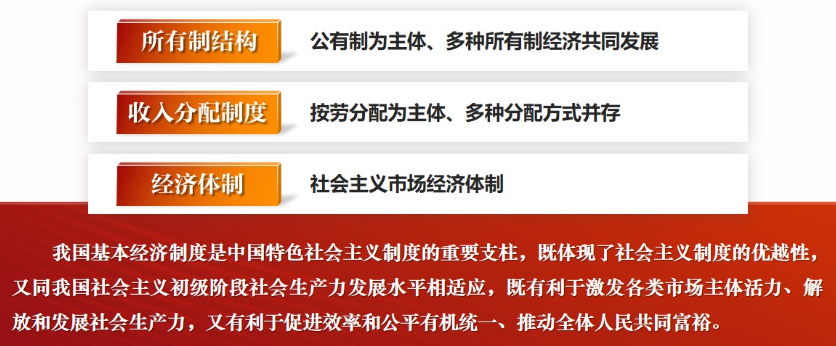 所有制结构
公有制为主体、多种所有制经济共同发展
收入分配制度
按劳分配为主体、多种分配方式并存
经济体制
社会主义市场经济体制
我国基本经济制度是中国特色社会主义制度的重要支柱，既体现了社会主义制度的优越性，
又同我国社会主义初级阶段社会生产力发展水平相适应，既有利于激发各类市场主体活力、解
放和发展社会生产力，又有利于促进效率和公平有机统一、推动全体人民共同富裕。